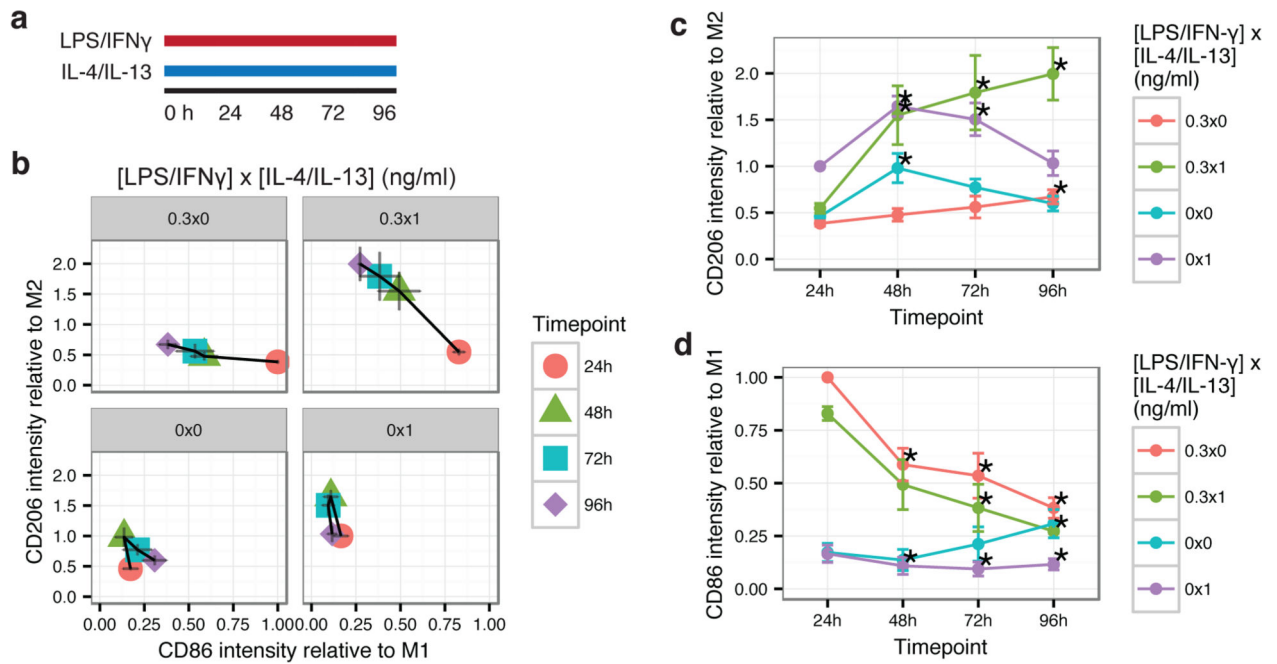 a
LPS/IFNγ
IL-4/IL-13
0 h 24 48 72 96
b
[LPS/IFNγ] x [IL-4/IL-13] (ng/ml)
0.3x0 0.3x1
2.0
1.5
1.0
0.5
0.0
0x0 0x1
2.0
1.5
1.0
0.5
0.0
0.00 0.25 0.50 0.75 1.00 0.00 0.25 0.50 0.75 1.00
CD86 intensity relative to M1
CD206 intensity relative to M2
Timepoint
24h
48h
72h
96h
c
CD206 intensity relative to M2
2.0
1.5
1.0
0.5
0.0
* * * * * * *
24h 48h 72h 96h
Timepoint
[LPS/IFN-γ] x
[IL-4/IL-13]
(ng/ml)
0.3x0
0.3x1
0x0
0x1
d
CD86 intensity relative to M1
1.00
0.75
0.50
0.25
0.00
* * * * * * * *
24h 48h 72h 96h
Timepoint
[LPS/IFN-γ] x
[IL-4/IL-13]
(ng/ml)
0.3x0
0.3x1
0x0
0x1